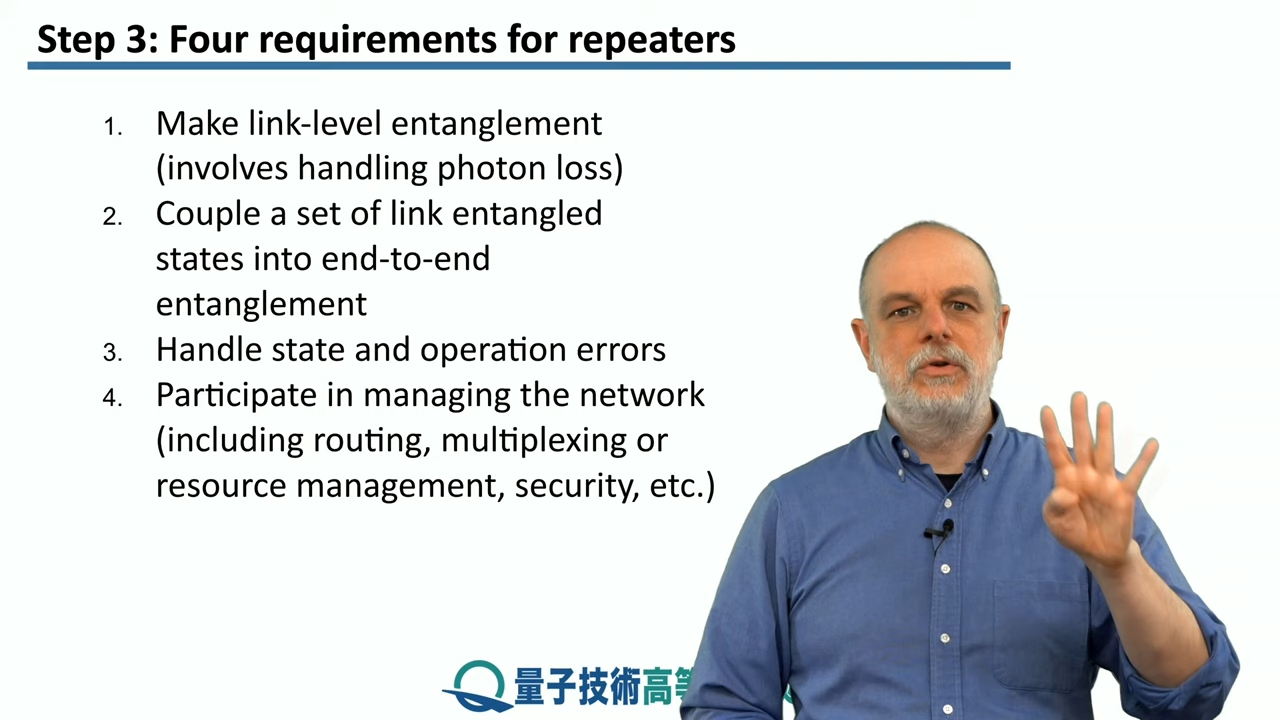 Step 3: Four requirements for repeaters
1. Make link-level entanglement
(involves handling photon loss)
2. Couple a set of link entangled
states into end-to-end
entanglement
3. Handle state and operation errors
4. Participate in managing the network
(including routing, multiplexing or
resource management, security, etc.)
量子技術高等